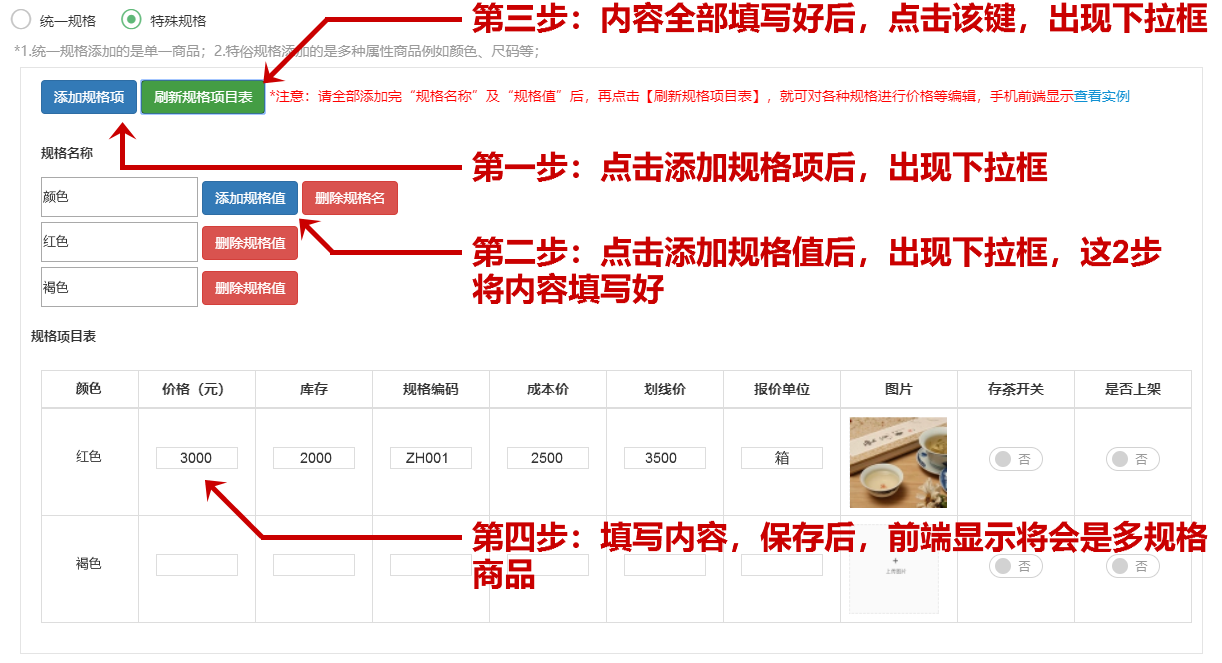 统一规格 特殊规格
第三步：内容全部填写好后，点击该键，出现下拉框
*1.统一规格添加的是单一商品；2.特俗规格添加的是多种属性商品例如颜色、尺码等；
添加规格项 刷新规格项目表 *注意：请全部添加完“规格名称”及“规格值”后，再点击【刷新规格项目表】，就可对各种规格进行价格等编辑，手机前端显示查看实例
规格名称
第一步：点击添加规格项后，出现下拉框
颜色 添加规格值 删除规格名
红色 删除规格值
第二步：点击添加规格值后，出现下拉框，这2步
将内容填写好
褐色 删除规格值
规格项目表
颜色 价格（元） 库存 规格编码 成本价 划线价 报价单位 图片 存茶开关 是否上架
红色 3000 2000 ZH001 2500 3500 箱 否 否
第四步：填写内容，保存后，前端显示将会是多规格
商品
褐色 + 否 否
上传图片